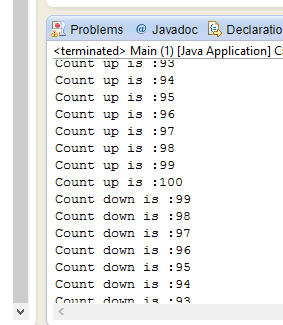 Problems @ Javadoc Declaratio
<terminated> Main (1) [Java Application] C:
Count up is :93
Count up is :94
Count up is :95
Count up is :96
Count up is :97
Count up is :98
Count up is :99
Count up is :100
Count down is :99
Count down is :98
Count down is :97
Count down is :96
Count down is :95
Count down is :94
Count down is :93